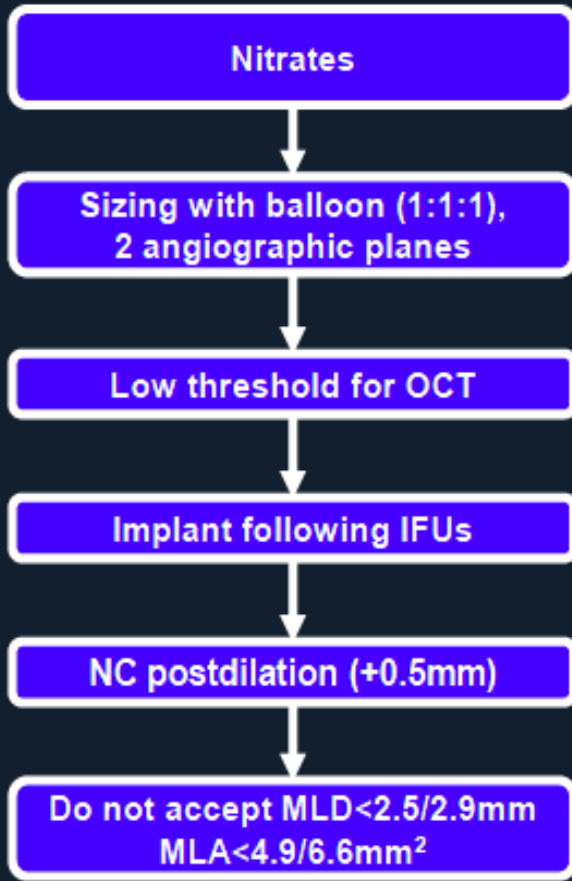 Nitrates
Sizing with balloon (1:1:1),
2 angiographic planes
Low threshold for OCT
Implant following IFUs
NC postdilation (+0.5mm)
Do not accept MLD<2.5/2.9mm
MLA<4.9/6.6mm²